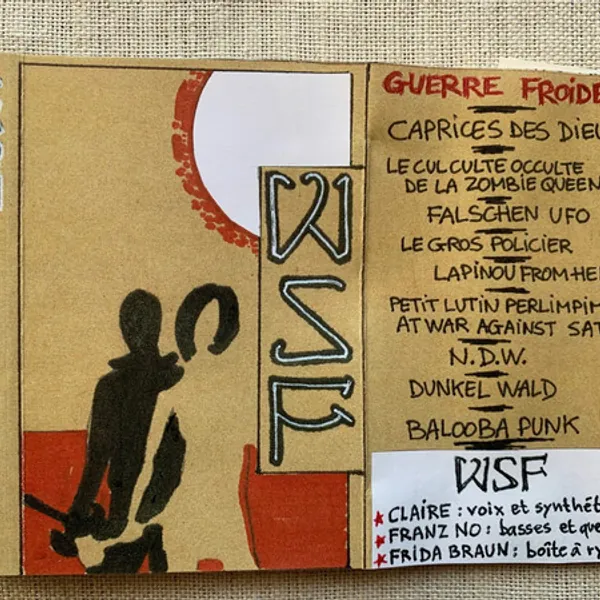 WSF
GUERRE FROIDE
CAPRICES DES DIEU
LE CUL CULTE OCCULTE
DE LA ZOMBIE QUEEN
FALSCHEN UFO
LE GROS POLICIER
LAPINOU FROM HE
PETIT LUTIN PERLIMPIM
AT WAR AGAINST SAT
N.D.W.
DUNKEL WALD
BALOOBA PUNK
WSF
CLAIRE : voix et synthét
FRANZ NO : basses et gue
FRIDA BRAUN : boîte à ry